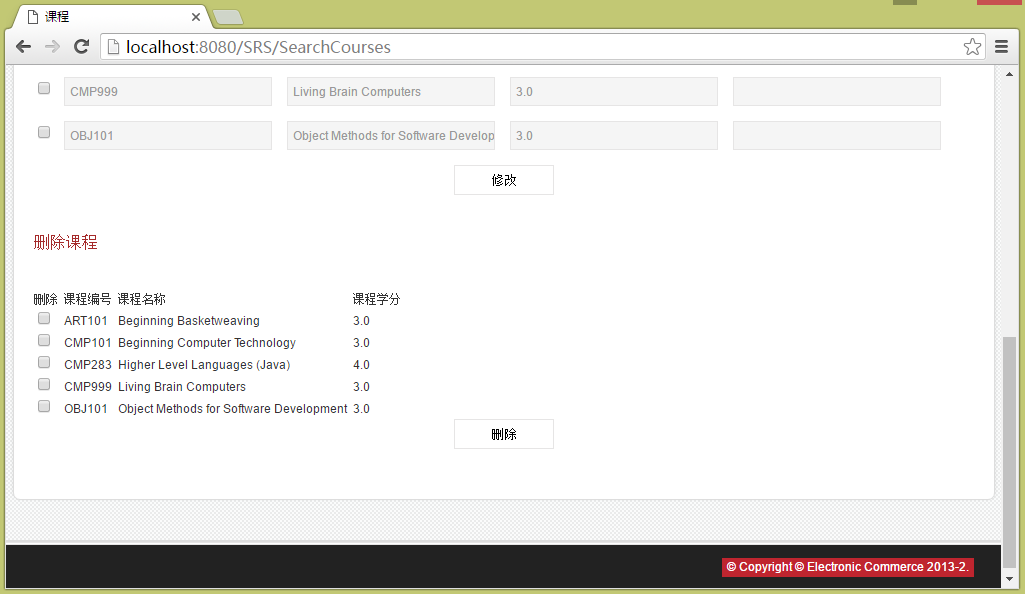 课程
localhost:8080/SRS/SearchCourses
CMP999 Living Brain Computers 3.0
OBJ101 Object Methods for Software Develop 3.0
修改
删除课程
删除 课程编号 课程名称 课程学分
ART101 Beginning Basketweaving 3.0
CMP101 Beginning Computer Technology 3.0
CMP283 Higher Level Languages (Java) 4.0
CMP999 Living Brain Computers 3.0
OBJ101 Object Methods for Software Development 3.0
删除
© Copyright © Electronic Commerce 2013-2.